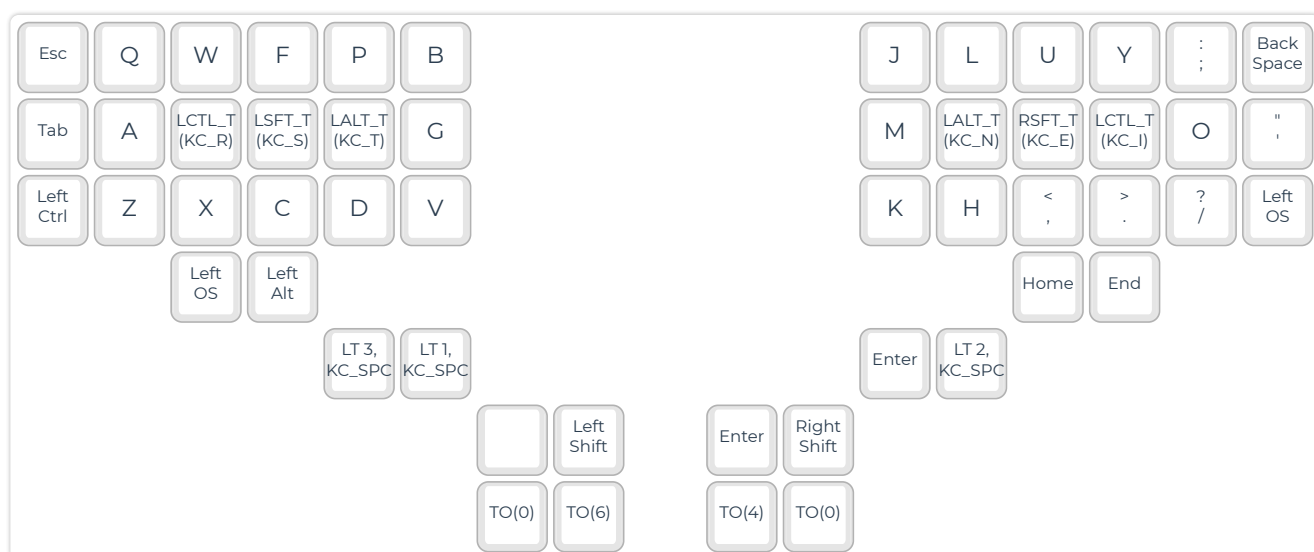 Esc Q W F P B J L U Y : Back
; Space
Tab A LCTL_T LSFT_T LALT_T G M LALT_T RSFT_T LCTL_T O "
(KC_R) (KC_S) (KC_T) (KC_N) (KC_E) (KC_I) '
Left Z X C D V K H < > ? Left
Ctrl , . / OS
Left Left Home End
OS Alt
LT 3, LT 1, Enter LT 2,
KC_SPC KC_SPC KC_SPC
Left Enter Right
Shift Shift
TO(0) TO(6) TO(4) TO(0)